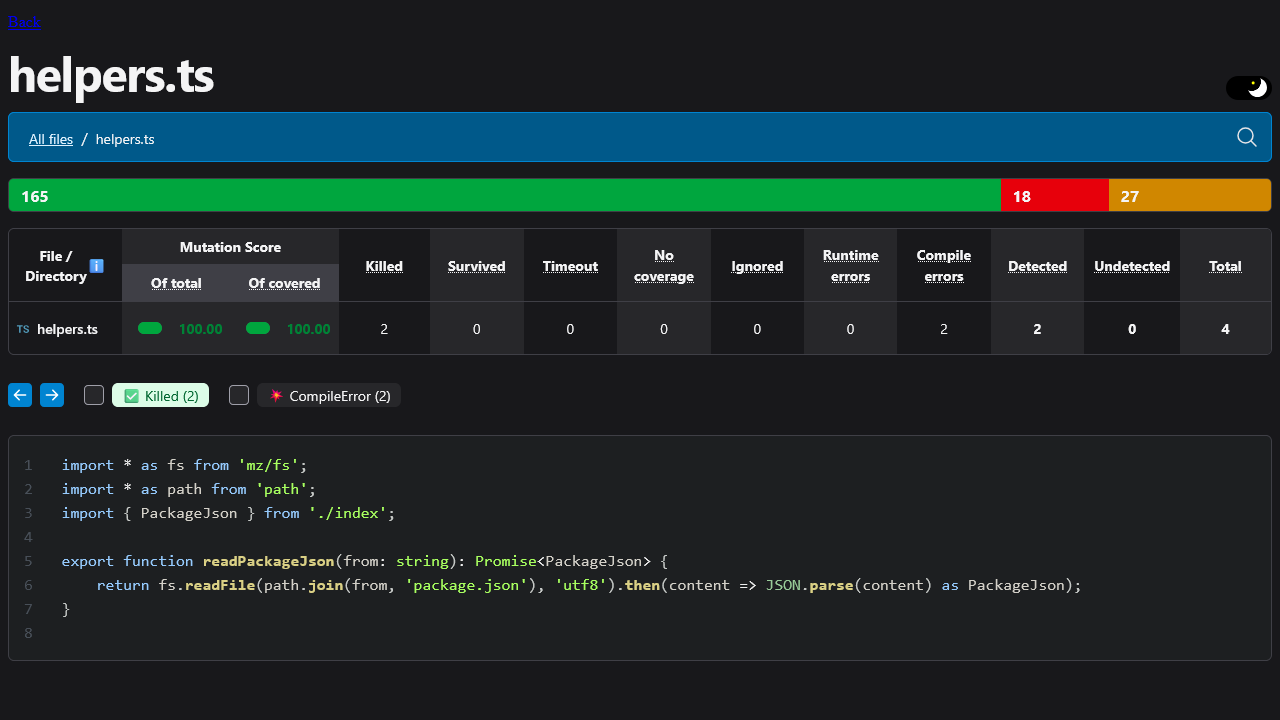 Back
helpers.ts
All files / helpers.ts
165 18 27
File / Directory ℹ️ Mutation Score Killed Survived Timeout No coverage Ignored Runtime errors Compile errors Detected Undetected Total
Of total Of covered
TS helpers.ts 100.00 100.00 2 0 0 0 0 0 2 2 0 4
✅ Killed (2) 💥 CompileError (2)
1 import * as fs from 'mz/fs';
2 import * as path from 'path';
3 import { PackageJson } from './index';
4
5 export function readPackageJson(from: string): Promise<PackageJson> {
6     return fs.readFile(path.join(from, 'package.json'), 'utf8').then(content => JSON.parse(content) as PackageJson);
7 }
8